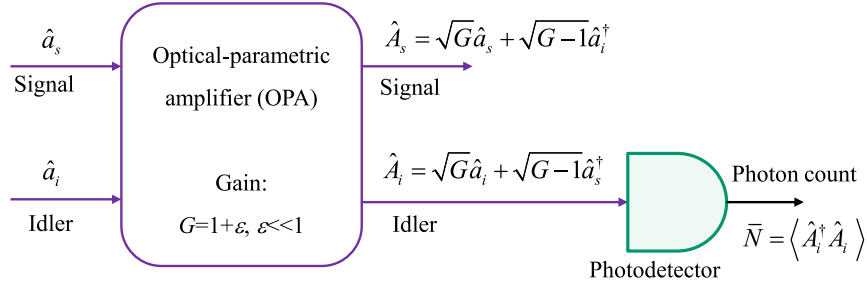 â_s
Signal
Optical-parametric
amplifier (OPA)
Â_s = √G â_s + √(G−1) â_i†
Signal
â_i
Idler
Gain:
G=1+ε, ε<<1
Â_i = √G â_i + √(G−1) â_s†
Idler
Photodetector
Photon count
N̄ = ⟨Â_i† Â_i⟩